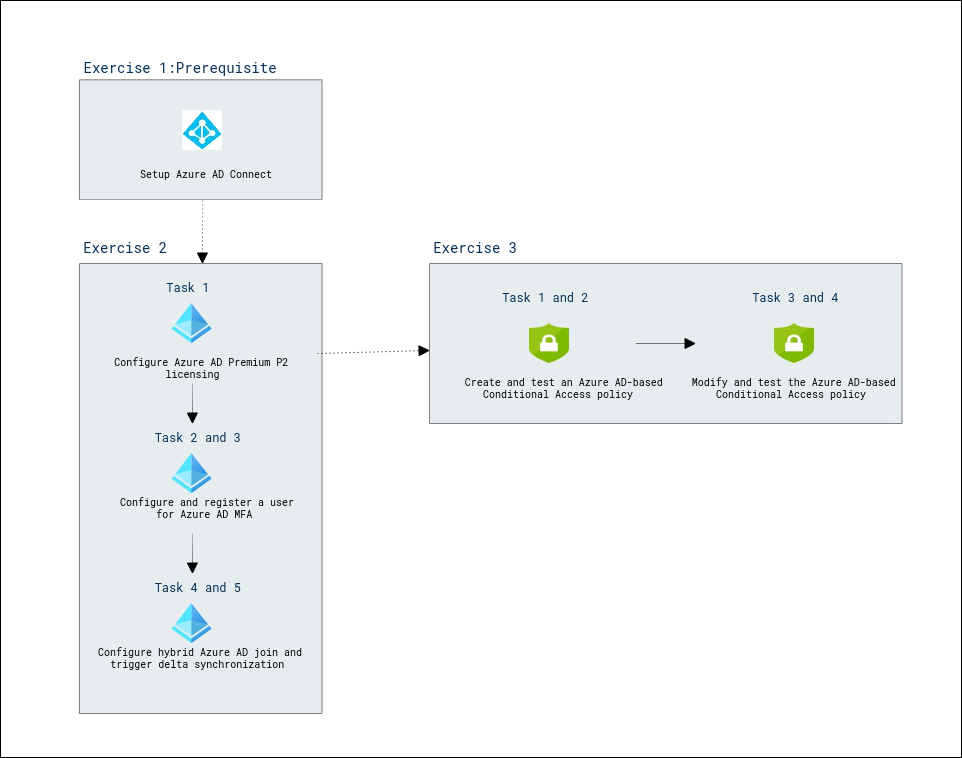 Exercise 1:Prerequisite
Setup Azure AD Connect
Exercise 2
Task 1
Configure Azure AD Premium P2
licensing
Task 2 and 3
Configure and register a user
for Azure AD MFA
Task 4 and 5
Configure hybrid Azure AD join and
trigger delta synchronization
Exercise 3
Task 1 and 2
Create and test an Azure AD-based
Conditional Access policy
Task 3 and 4
Modify and test the Azure AD-based
Conditional Access policy